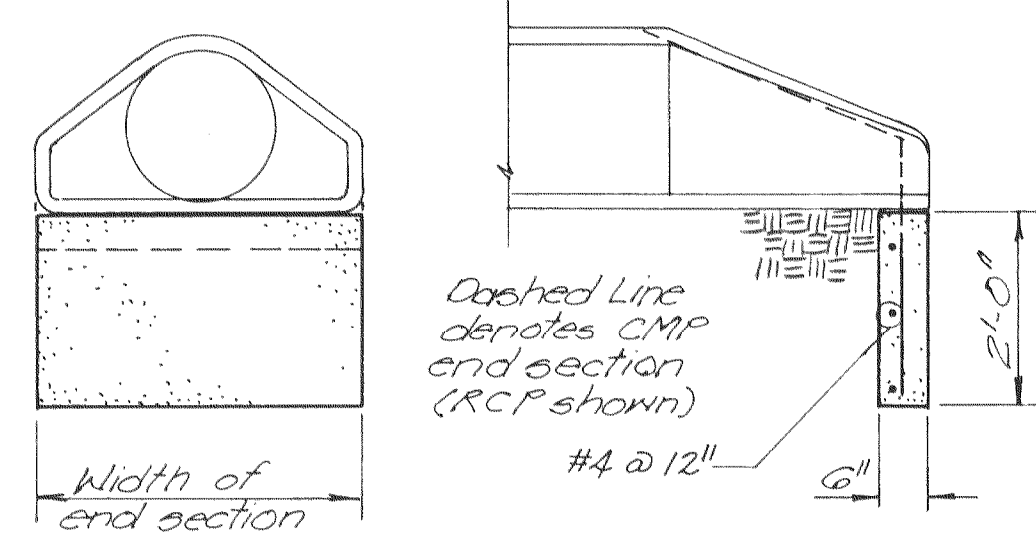 Dashed Line
denotes CMP
end section
(RCP shown)
#4 @ 12"
2'-0"
6"
Width of
end section